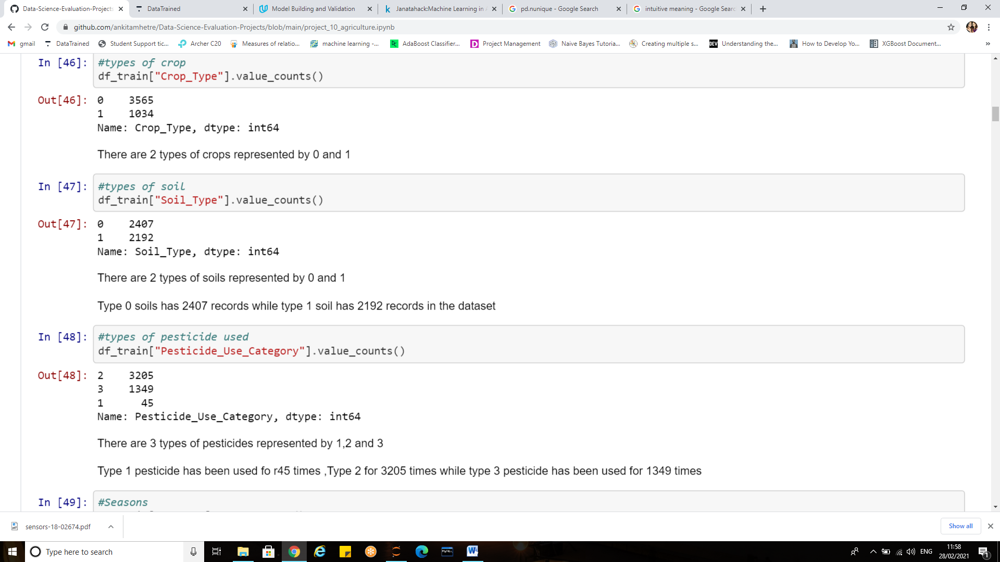 Data-Science-Evaluation-Projects
DataTrained
Model Building and Validation
Janatahack:Machine Learning in
pd.nunique - Google Search
intuitive meaning - Google Searc
github.com/ankitamhetre/Data-Science-Evaluation-Projects/blob/main/project_10_agriculture.ipynb
gmail
DataTrained
Student Support tic...
Archer C20
Measures of relatio...
machine learning -...
AdaBoost Classifier...
Project Management
Naive Bayes Tutoria...
Creating multiple s...
DEV Understanding the...
How to Develop Yo...
XGBoost Document...
»
In [46]: #types of crop
df_train["Crop_Type"].value_counts()
Out[46]: 0 3565
1 1034
Name: Crop_Type, dtype: int64
There are 2 types of crops represented by 0 and 1
In [47]: #types of soil
df_train["Soil_Type"].value_counts()
Out[47]: 0 2407
1 2192
Name: Soil_Type, dtype: int64
There are 2 types of soils represented by 0 and 1
Type 0 soils has 2407 records while type 1 soil has 2192 records in the dataset
In [48]: #types of pesticide used
df_train["Pesticide_Use_Category"].value_counts()
Out[48]: 2 3205
3 1349
1 45
Name: Pesticide_Use_Category, dtype: int64
There are 3 types of pesticides represented by 1,2 and 3
Type 1 pesticide has been used fo r45 times ,Type 2 for 3205 times while type 3 pesticide has been used for 1349 times
In [49]: #Seasons
sensors-18-02674.pdf
Show all
Type here to search
ENG
11:58
28/02/2021
1